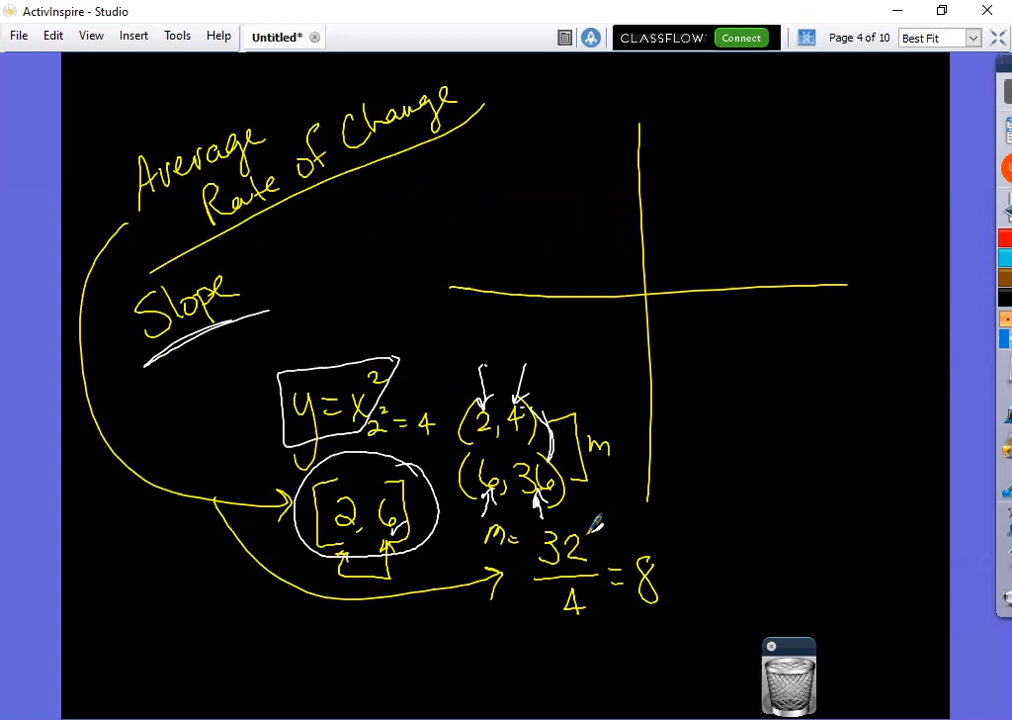 ActivInspire - Studio
File Edit View Insert Tools Help Untitled* CLASSFLOW Connect Page 4 of 10 Best Fit
Average
Rate of Change
Slope
y = x²
2² = 4 (2, 4)
(6, 36) m
[2, 6]
m = 32/4 = 8